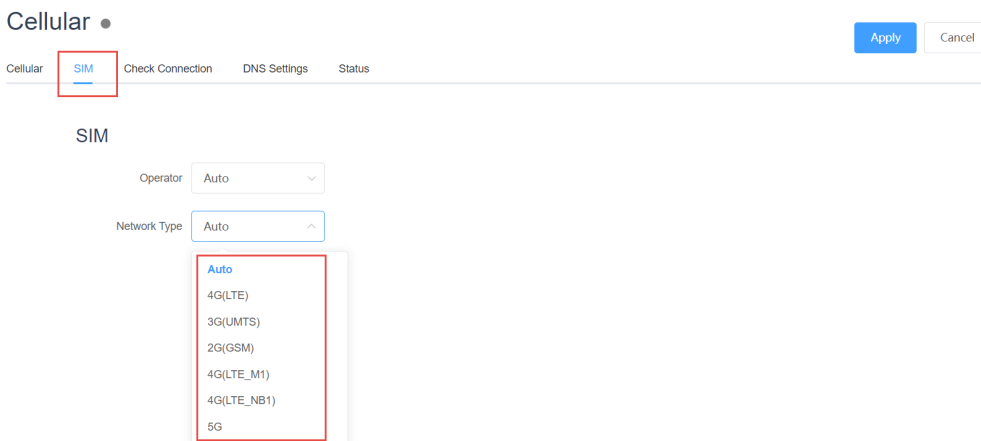 Cellular
Apply Cancel
Cellular SIM Check Connection DNS Settings Status
SIM
Operator Auto
Network Type Auto
Auto
4G(LTE)
3G(UMTS)
2G(GSM)
4G(LTE_M1)
4G(LTE_NB1)
5G